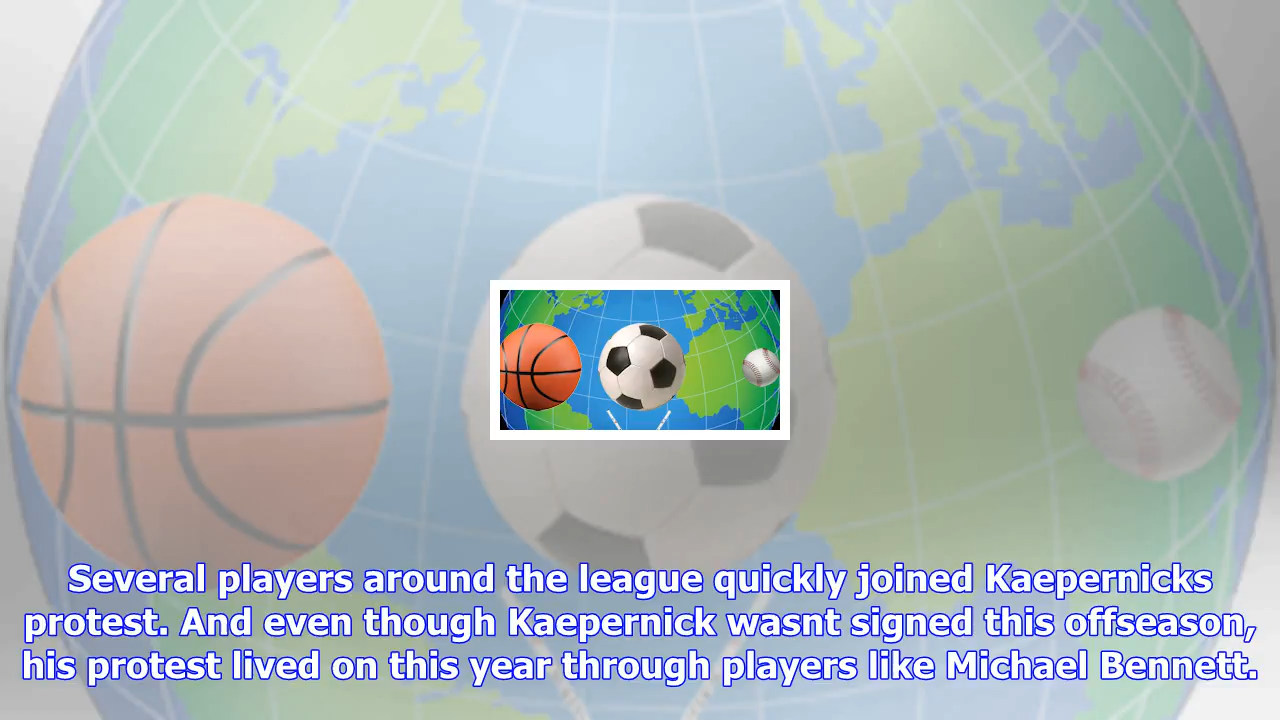 Several players around the league quickly joined Kaepernicks
protest. And even though Kaepernick wasnt signed this offseason,
his protest lived on this year through players like Michael Bennett.